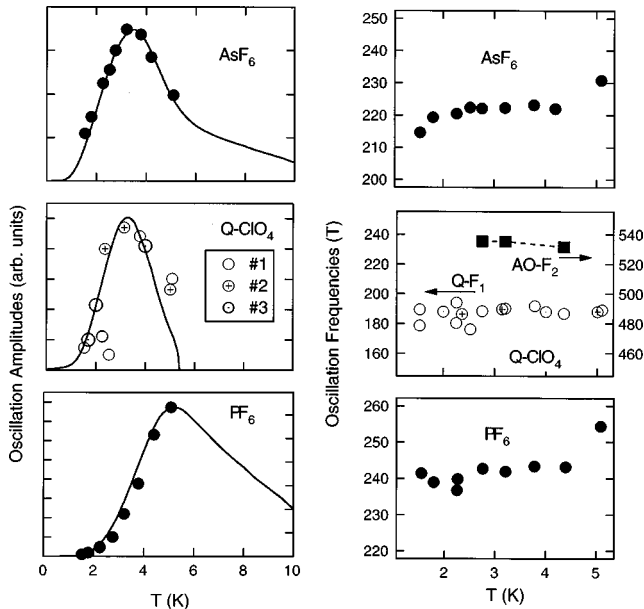 Oscillation Amplitudes (arb. units)
AsF6
Q-ClO4
#1
#2
#3
PF6
0 2 4 6 8 10
T (K)
Oscillation Frequencies (T)
250
240
230
220
210
200
AsF6
240
220
200
180
160
540
520
500
480
460
AO-F2
Q-F1
Q-ClO4
260
250
240
230
220
PF6
1 2 3 4 5
T (K)